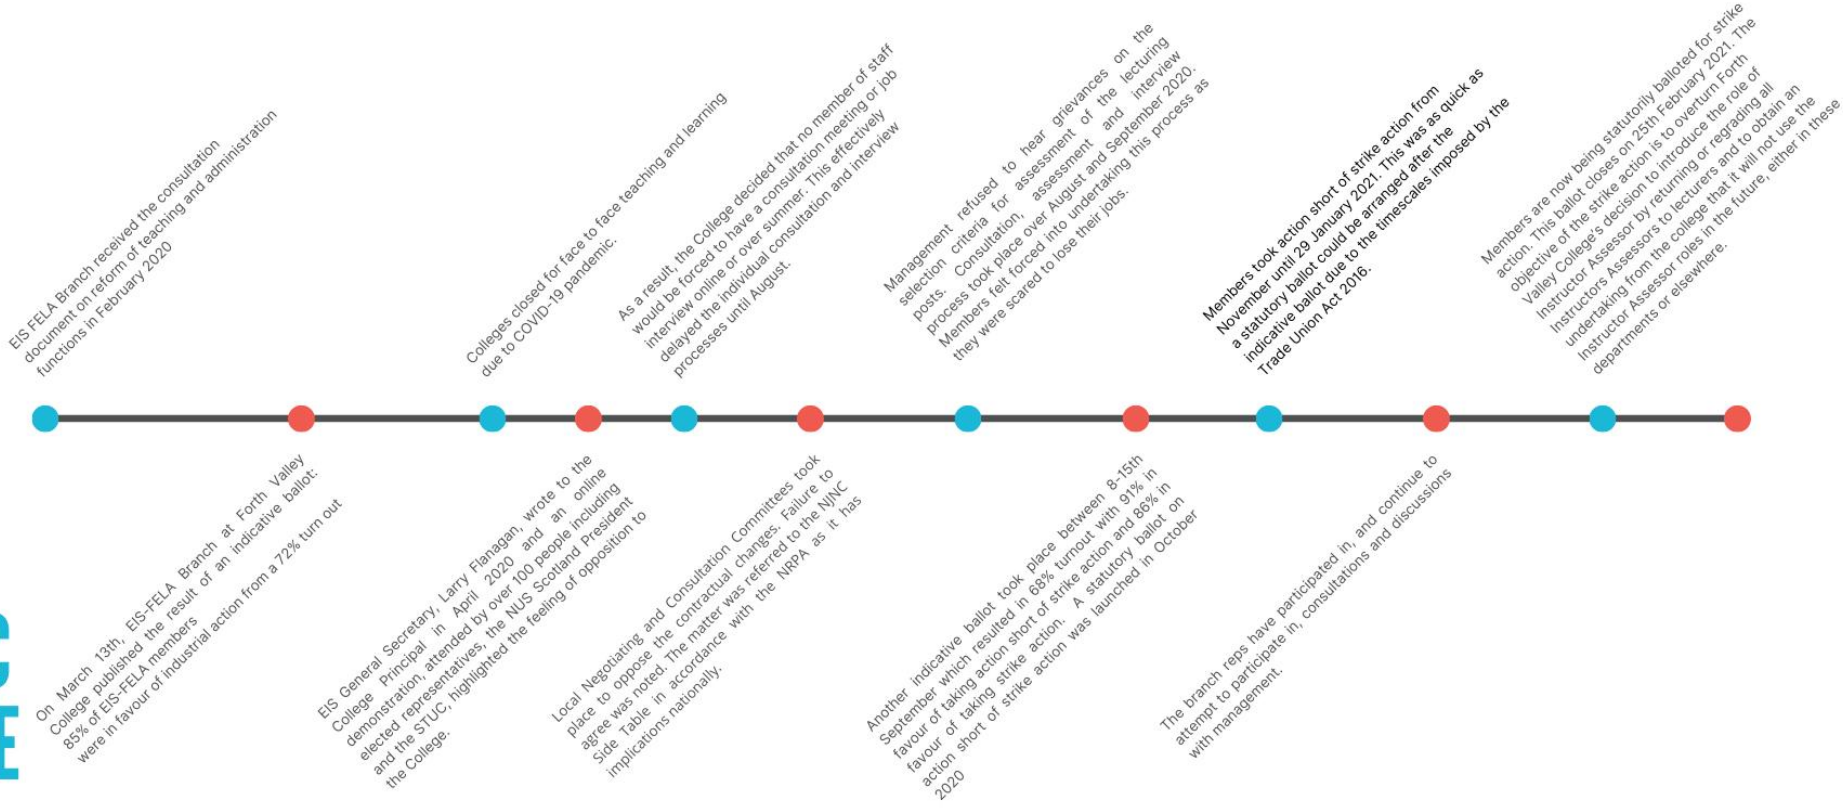 EIS FELA Branch received the consultation
document on reform of teaching and administration
functions in February 2020
On March 13th, EIS-FELA Branch at Forth Valley
College published the result of an indicative ballot:
85% of EIS-FELA members
were in favour of industrial action from a 72% turn out
Colleges closed for face to face teaching and learning
due to COVID-19 pandemic.
EIS General Secretary, Larry Flanagan, wrote to the
College Principal in April 2020 and an online
demonstration, attended by over 100 people including
elected representatives, the NUS Scotland President
and the STUC, highlighted the feeling of opposition to
the College.
As a result, the College decided that no member of staff
would be forced to have a consultation meeting or job
interview online or over summer. This effectively
delayed the individual consultation and interview
processes until August.
Local Negotiating and Consultation Committees took
place to oppose the contractual changes. Failure to
agree was noted. The matter was referred to the NJNC
Side Table in accordance with the NRPA as it has
implications nationally.
Management refused to hear grievances on the
selection criteria for assessment of the lecturing
posts. Consultation, assessment and interview
process took place over August and September 2020.
Members felt forced into undertaking this process as
they were scared to lose their jobs.
Another indicative ballot took place between 8-15th
September which resulted in 68% turnout with 91% in
favour of taking action short of strike action and 86% in
favour of taking strike action. A statutory ballot on
action short of strike action was launched in October
2020
Members took action short of strike action from
November until 29 January 2021. This was as quick as
a statutory ballot could be arranged after the
indicative ballot due to the timescales imposed by the
Trade Union Act 2016.
The branch reps have participated in, and continue to
attempt to participate in, consultations and discussions
with management.
Members are now being statutorily balloted for strike
action. This ballot closes on 25th February 2021. The
objective of the strike action is to overturn Forth
Valley College's decision to introduce the role of
Instructor Assessor by returning or regrading all
Instructors Assessors to lecturers and to obtain an
undertaking from the college that it will not use the
Instructor Assessor roles in the future, either in these
departments or elsewhere.